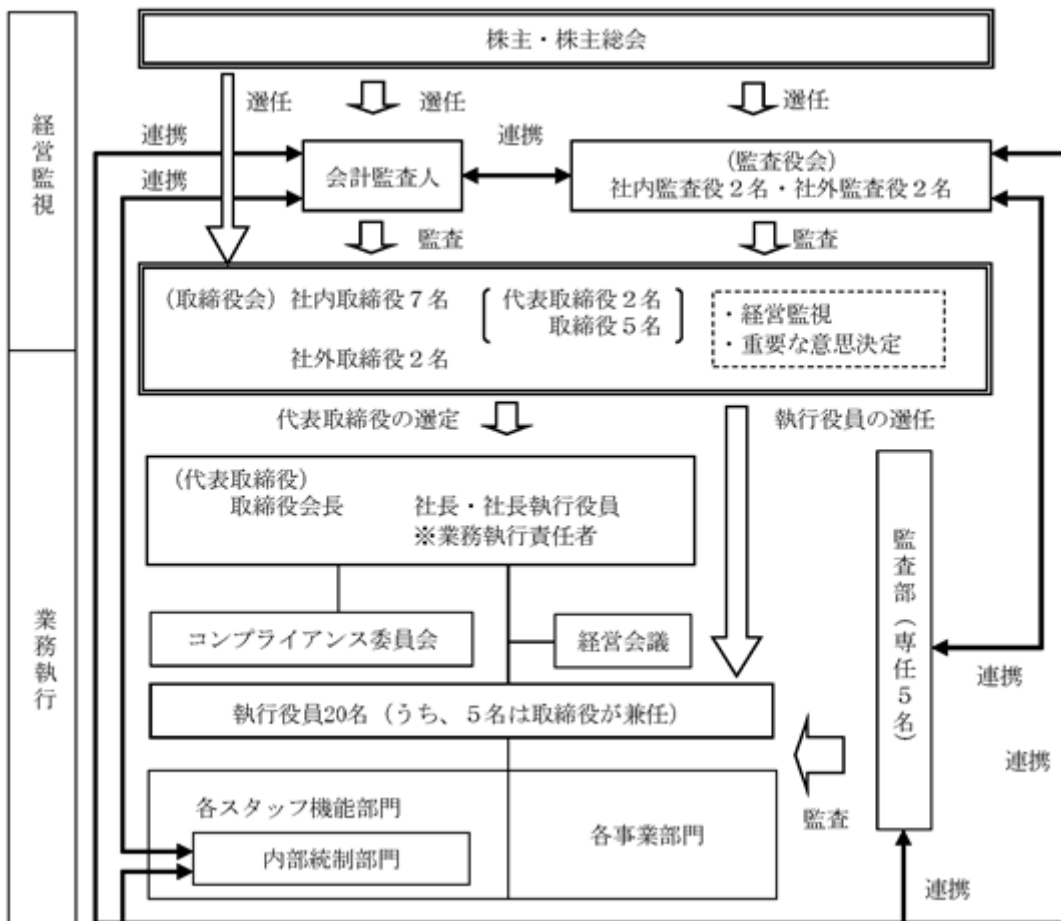 株主・株主総会
経営監視
選任
選任
選任
連携
連携
連携
会計監査人
(監査役会)
社内監査役2名・社外監査役2名
監査
監査
(取締役会) 社内取締役7名
代表取締役2名
取締役5名
社外取締役2名
・経営監視
・重要な意思決定
業務執行
代表取締役の選定
執行役員の選任
(代表取締役)
取締役会長
社長・社長執行役員
※業務執行責任者
コンプライアンス委員会
経営会議
監査部(専任5名)
連携
執行役員20名(うち、5名は取締役が兼任)
連携
監査
各スタッフ機能部門
内部統制部門
各事業部門
連携